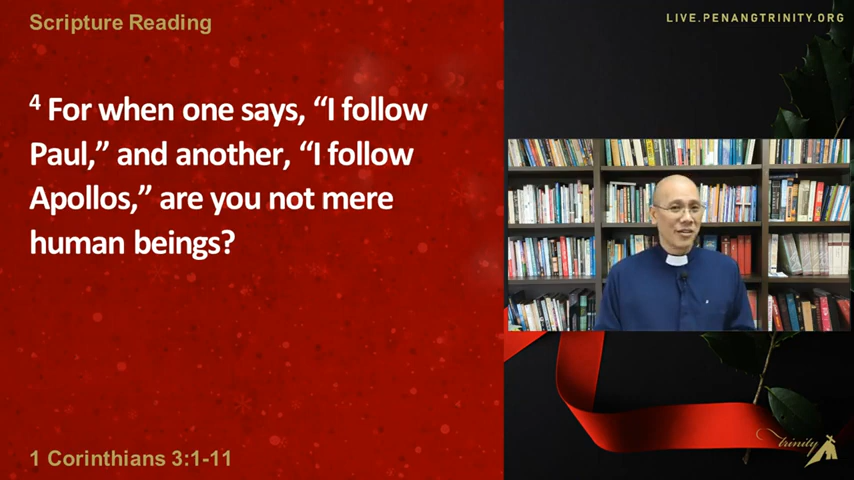 Scripture Reading
LIVE.PENANGTRINITY.ORG
4 For when one says, “I follow
Paul,” and another, “I follow
Apollos,” are you not mere
human beings?
1 Corinthians 3:1-11
Trinity